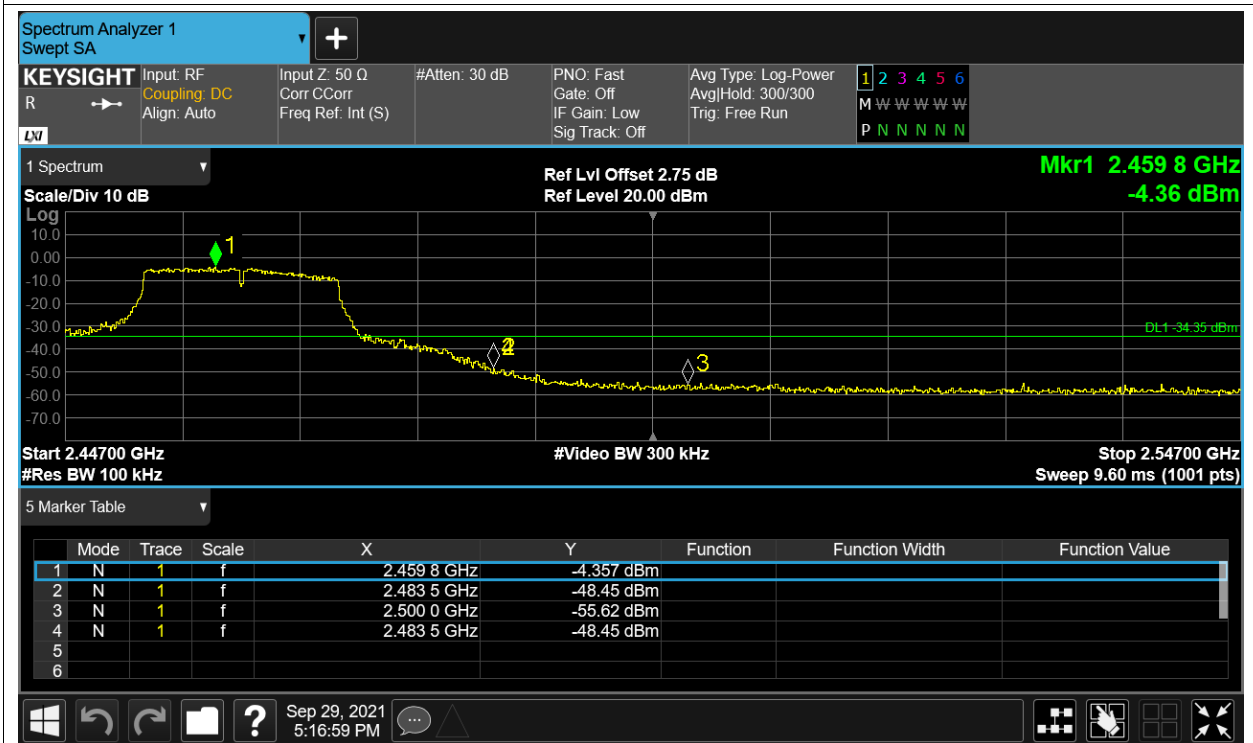 Spectrum Analyzer 1
Swept SA
KEYSIGHT Input: RF Input Z: 50 Ω #Atten: 30 dB PNO: Fast Avg Type: Log-Power 1 2 3 4 5 6
R Coupling: DC Corr CCorr Gate: Off Avg|Hold: 300/300 M W W W W W
Align: Auto Freq Ref: Int (S) IF Gain: Low Trig: Free Run
LXI Sig Track: Off P N N N N N
1 Spectrum Ref Lvl Offset 2.75 dB Mkr1 2.459 8 GHz
Scale/Div 10 dB Ref Level 20.00 dBm -4.36 dBm
Log
10.0
1
0.00
-10.0
-20.0
-30.0 DL1 -34.35 dBm
-40.0
2 4
-50.0 3
-60.0
-70.0
Start 2.44700 GHz #Video BW 300 kHz Stop 2.54700 GHz
#Res BW 100 kHz Sweep 9.60 ms (1001 pts)
5 Marker Table
Mode Trace Scale X Y Function Function Width Function Value
1 N 1 f 2.459 8 GHz -4.357 dBm
2 N 1 f 2.483 5 GHz -48.45 dBm
3 N 1 f 2.500 0 GHz -55.62 dBm
4 N 1 f 2.483 5 GHz -48.45 dBm
5
6
? Sep 29, 2021
5:16:59 PM